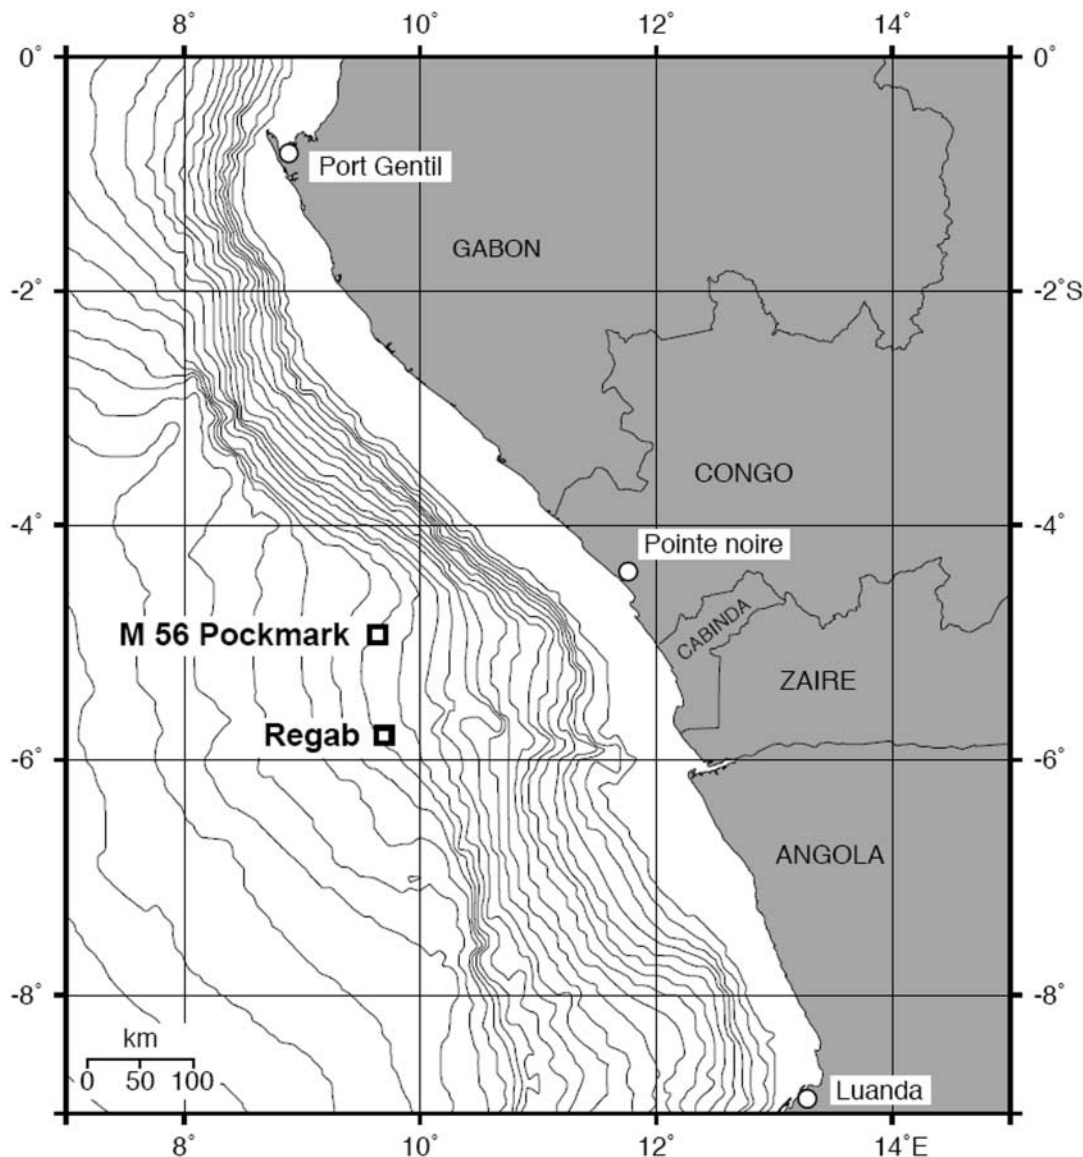 8° 10° 12° 14°
0° 0°
Port Gentil
GABON
-2° -2°S
CONGO
-4° -4°
Pointe noire
CABINDA
M 56 Pockmark
ZAIRE
Regab
-6° -6°
ANGOLA
-8° -8°
km
0 50 100
Luanda
8° 10° 12° 14°E